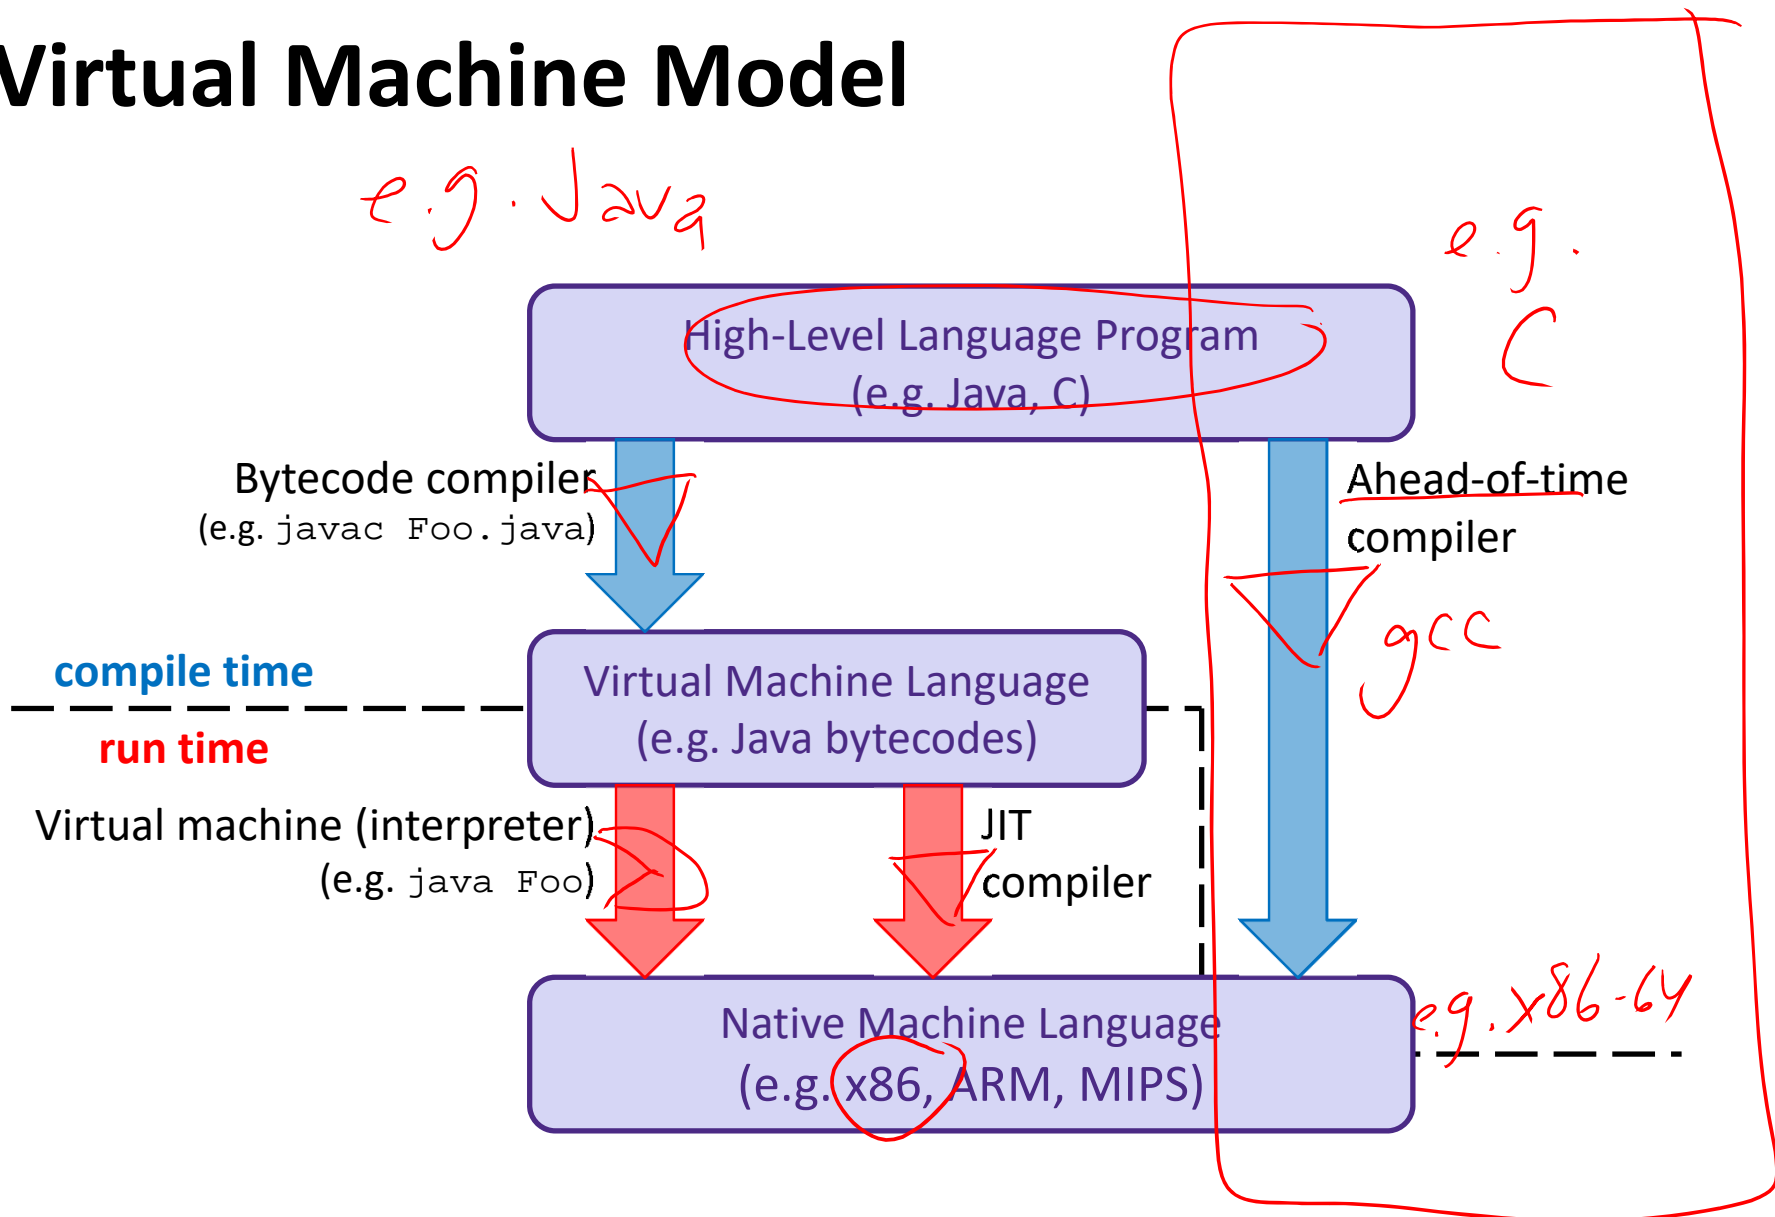 Virtual Machine Model
e.g. Java
e.g.
C
High-Level Language Program
(e.g. Java, C)
Bytecode compiler
(e.g. javac Foo.java)
Ahead-of-time
compiler
gcc
compile time
run time
Virtual Machine Language
(e.g. Java bytecodes)
Virtual machine (interpreter)
(e.g. java Foo)
JIT
compiler
Native Machine Language
(e.g. x86, ARM, MIPS)
e.g. x86-64